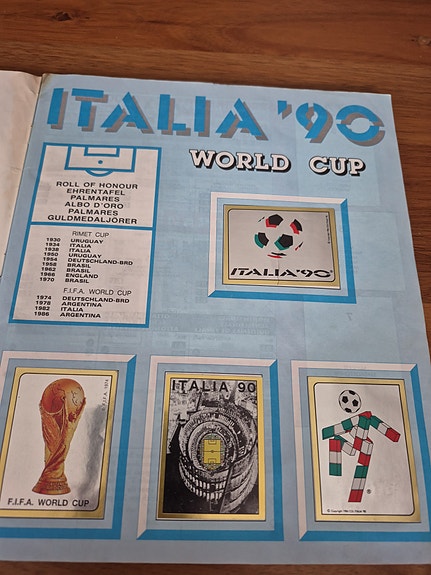 ITALIA '90
WORLD CUP
ROLL OF HONOUR
EHRENTAFEL
PALMARES
ALBO D'ORO
PALMARES
GULDMEDALJÖRER
RIMET CUP
1930 URUGUAY
1934 ITALIA
1938 ITALIA
1950 URUGUAY
1954 DEUTSCHLAND-BRD
1958 BRASIL
1962 BRASIL
1966 ENGLAND
1970 BRASIL
F.I.F.A. WORLD CUP
1974 DEUTSCHLAND-BRD
1978 ARGENTINA
1982 ITALIA
1986 ARGENTINA
ITALIA'90
F.I.F.A. 1974
F.I.F.A. WORLD CUP
ITALIA 90
®